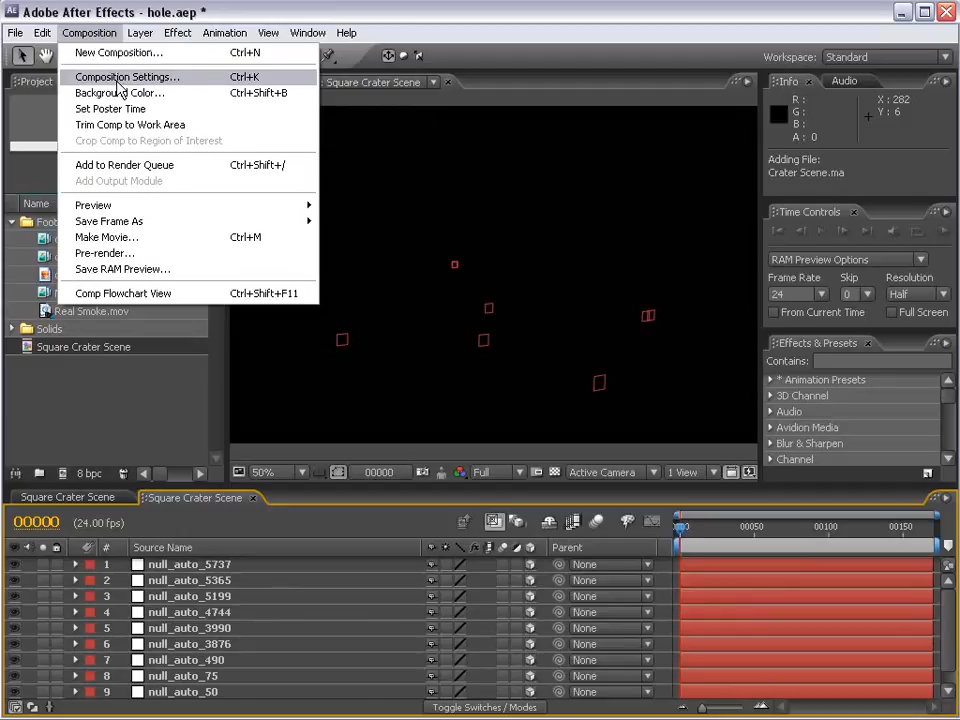 Adobe After Effects - hole.aep *
File Edit Composition Layer Effect Animation View Window Help
New Composition... Ctrl+N
Composition Settings... Ctrl+K
Background Color... Ctrl+Shift+B
Set Poster Time
Trim Comp to Work Area
Crop Comp to Region of Interest
Add to Render Queue Ctrl+Shift+/
Add Output Module
Preview
Save Frame As
Make Movie... Ctrl+M
Pre-render...
Save RAM Preview...
Comp Flowchart View Ctrl+Shift+F11
Workspace: Standard
Project
Square Crater Scene
Info Audio
R: X: 282
G: Y: 6
B:
A: 0
Adding File:
Crater Scene.ma
Time Controls
RAM Preview Options
Frame Rate Skip Resolution
24 0 Half
From Current Time Full Screen
Effects & Presets
Contains:
* Animation Presets
3D Channel
Audio
Avidion Media
Blur & Sharpen
Channel
Name
Real Smoke.mov
Solids
Square Crater Scene
8 bpc
50% 00000 Full Active Camera 1 View
Square Crater Scene Square Crater Scene
00000 (24.00 fps)
00050 00100 00150
# Source Name Parent
1 null_auto_5737 None
2 null_auto_5365 None
3 null_auto_5199 None
4 null_auto_4744 None
5 null_auto_3990 None
6 null_auto_3876 None
7 null_auto_490 None
8 null_auto_75 None
9 null_auto_50 None
Toggle Switches / Modes